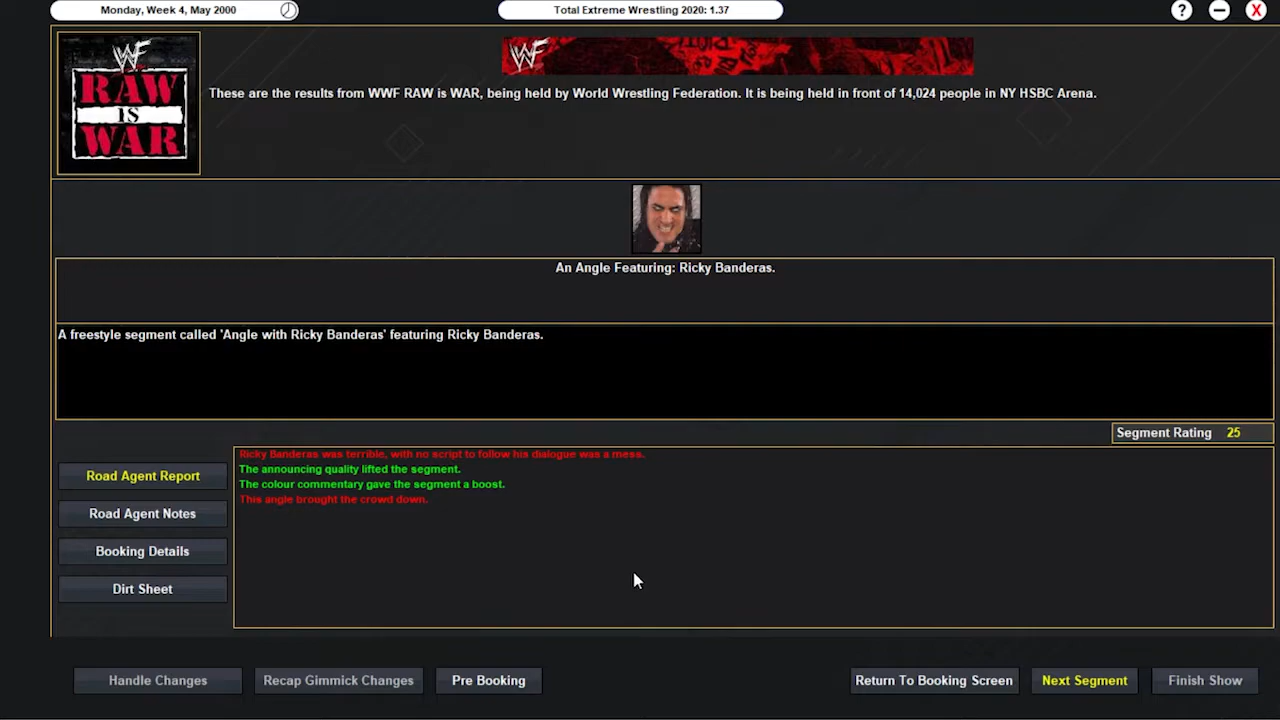 Monday, Week 4, May 2000
Total Extreme Wrestling 2020: 1.37
?
X
WF
RAW
IS
WAR
WF
These are the results from WWF RAW is WAR, being held by World Wrestling Federation. It is being held in front of 14,024 people in NY HSBC Arena.
An Angle Featuring: Ricky Banderas.
A freestyle segment called 'Angle with Ricky Banderas' featuring Ricky Banderas.
Segment Rating 25
Road Agent Report
Road Agent Notes
Booking Details
Dirt Sheet
Ricky Banderas was terrible, with no script to follow his dialogue was a mess.
The announcing quality lifted the segment.
The colour commentary gave the segment a boost.
This angle brought the crowd down.
Handle Changes
Recap Gimmick Changes
Pre Booking
Return To Booking Screen
Next Segment
Finish Show